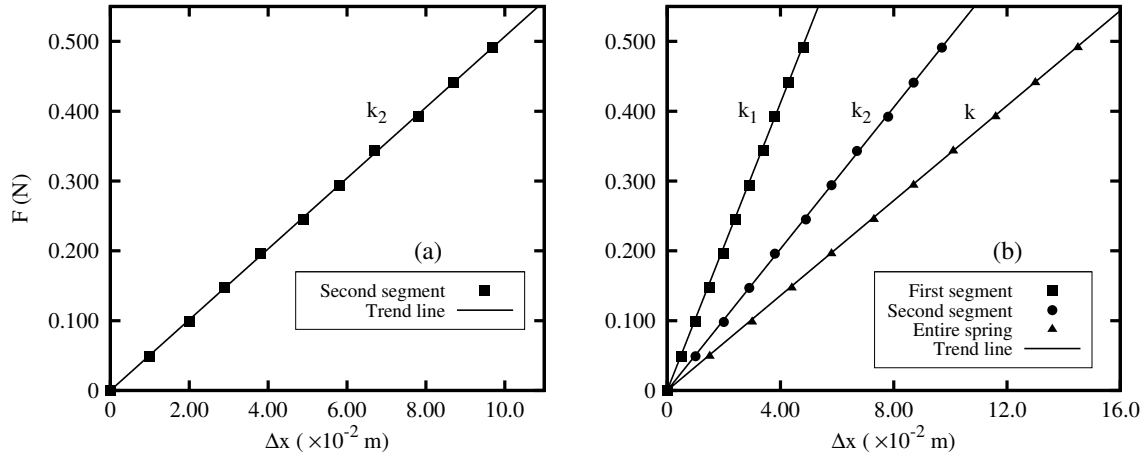 0.500
0.400
0.300
0.200
0.100
0
F (N)
k2
(a)
Second segment
Trend line
0 2.00 4.00 6.00 8.00 10.0
Δx ( ×10⁻² m)
0.500
0.400
0.300
0.200
0.100
0
k1 k2 k
(b)
First segment
Second segment
Entire spring
Trend line
0 4.00 8.00 12.0 16.0
Δx ( ×10⁻² m)